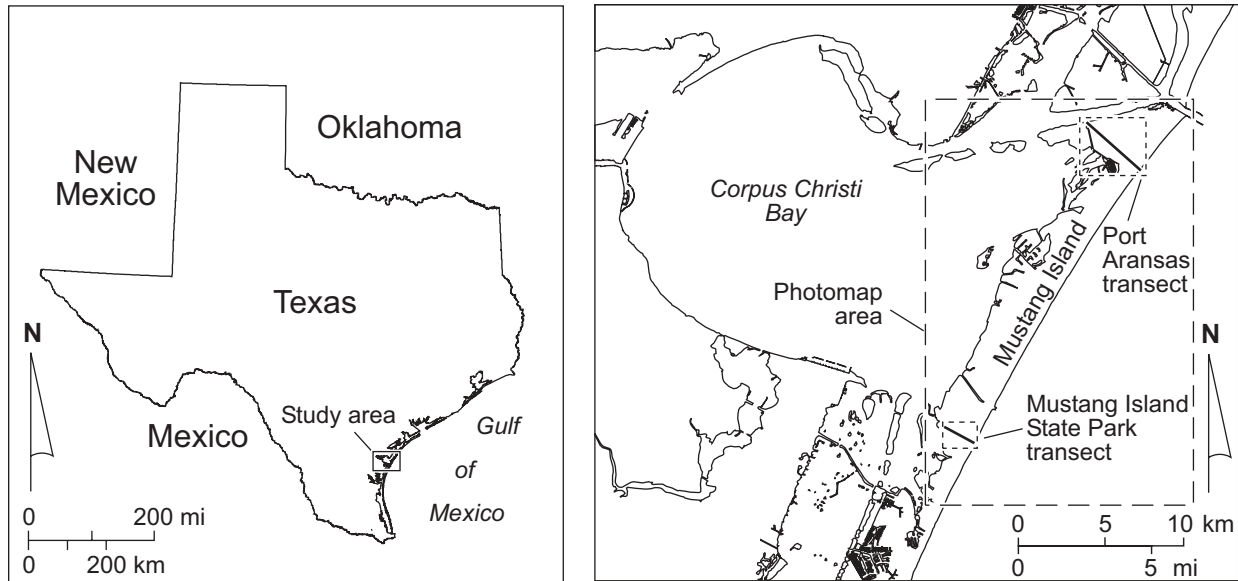 Oklahoma
New
Mexico
Texas
N
Study area
Mexico
Gulf
of
Mexico
0 200 mi
0 200 km
Corpus Christi
Bay
Mustang Island
Port
Aransas
transect
Photomap
area
N
Mustang Island
State Park
transect
0 5 10 km
0 5 mi